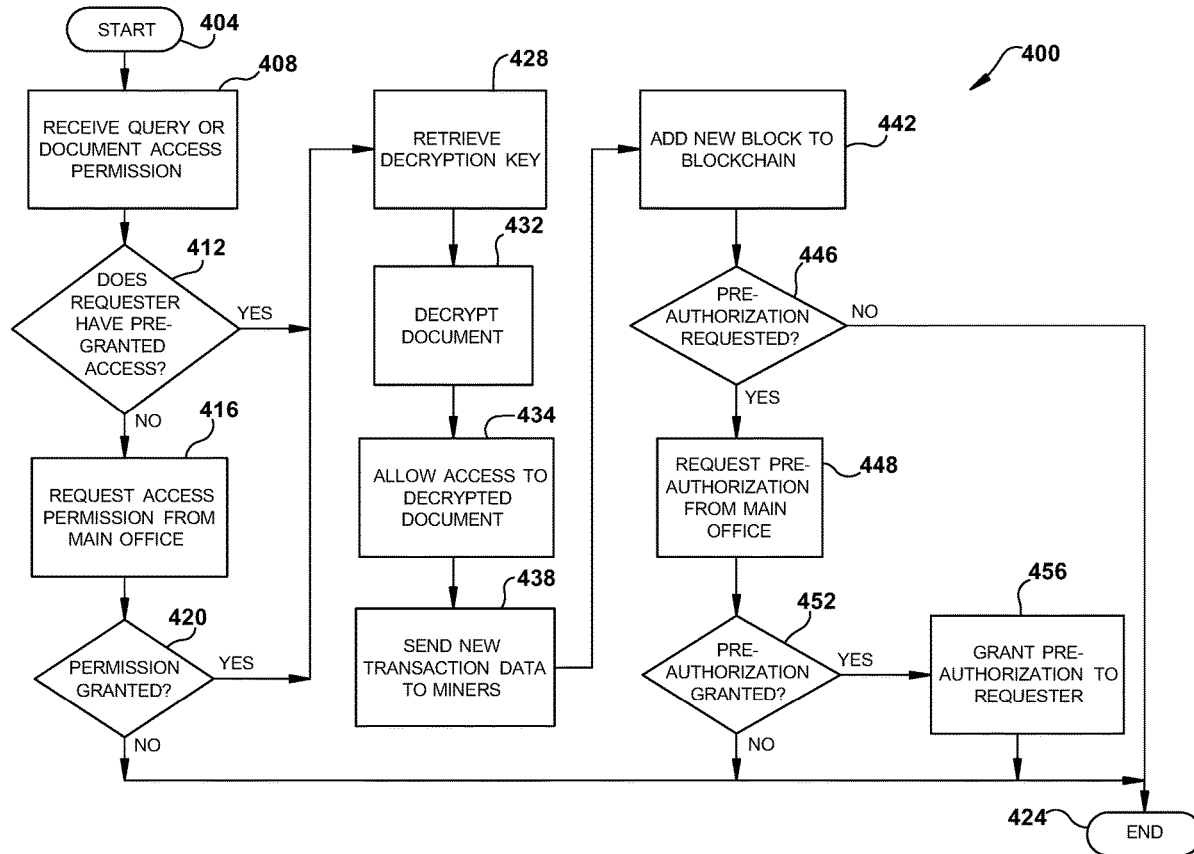 START
404
408
RECEIVE QUERY OR
DOCUMENT ACCESS
PERMISSION
412
DOES
REQUESTER
HAVE PRE-
GRANTED
ACCESS?
YES
NO
416
REQUEST ACCESS
PERMISSION FROM
MAIN OFFICE
420
PERMISSION
GRANTED?
YES
NO
428
RETRIEVE
DECRYPTION KEY
432
DECRYPT
DOCUMENT
434
ALLOW ACCESS TO
DECRYPTED
DOCUMENT
438
SEND NEW
TRANSACTION DATA
TO MINERS
400
ADD NEW BLOCK TO
BLOCKCHAIN
442
446
PRE-
AUTHORIZATION
REQUESTED?
NO
YES
REQUEST PRE-
AUTHORIZATION
FROM MAIN
OFFICE
448
452
PRE-
AUTHORIZATION
GRANTED?
YES
NO
456
GRANT PRE-
AUTHORIZATION TO
REQUESTER
424
END